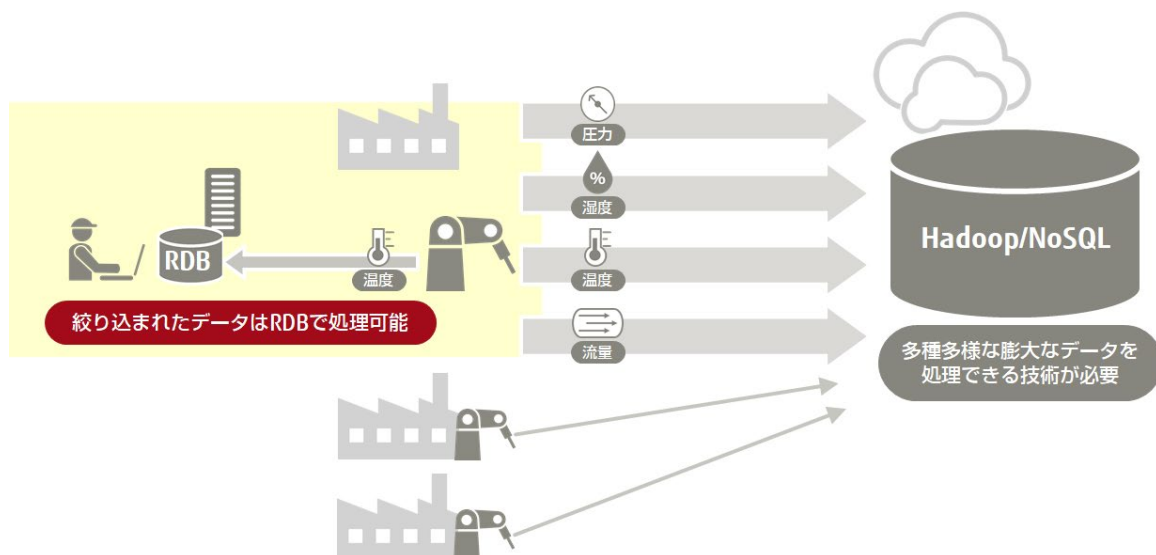 圧力
%
湿度
Hadoop/NoSQL
RDB
温度
温度
絞り込まれたデータはRDBで処理可能
流量
多種多様な膨大なデータを
処理できる技術が必要